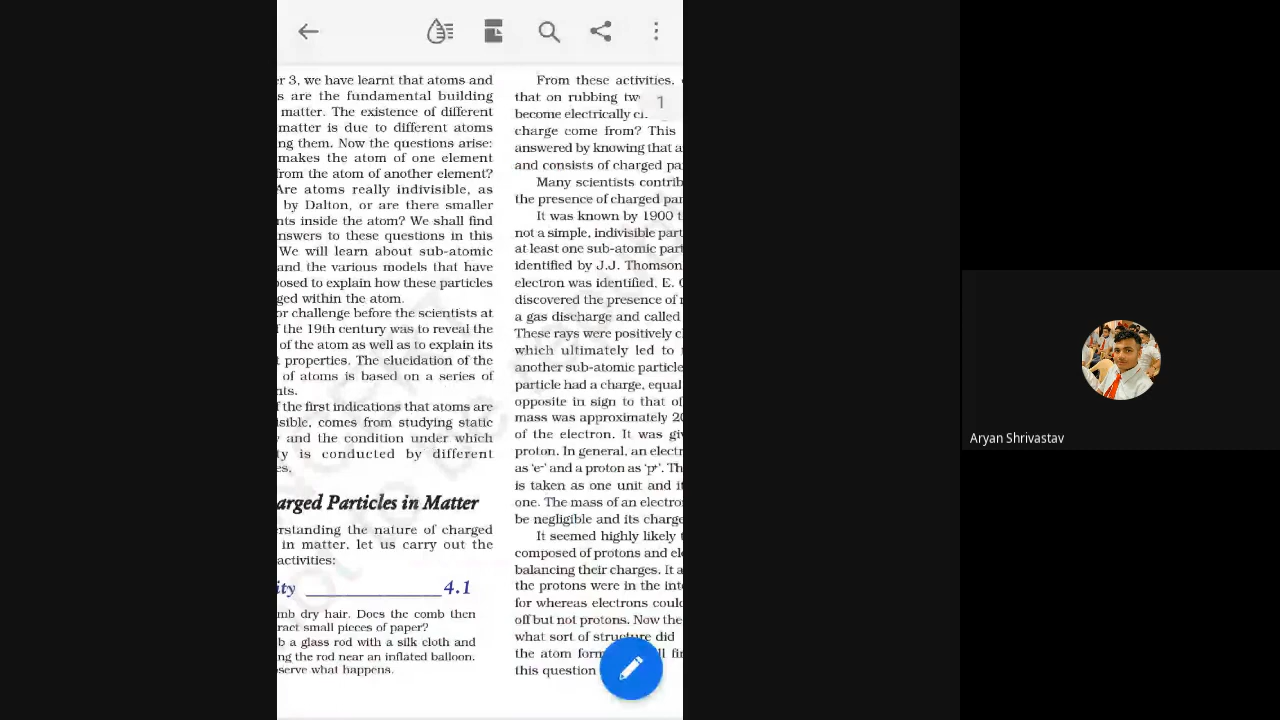 r 3, we have learnt that atoms and
s are the fundamental building
matter. The existence of different
matter is due to different atoms
ng them. Now the questions arise:
makes the atom of one element
from the atom of another element?
Are atoms really indivisible, as
by Dalton, or are there smaller
nts inside the atom? We shall find
nswers to these questions in this
We will learn about sub-atomic
and the various models that have
posed to explain how these particles
ged within the atom.
or challenge before the scientists at
f the 19th century was to reveal the
of the atom as well as to explain its
t properties. The elucidation of the
of atoms is based on a series of
nts.
f the first indications that atoms are
isible, comes from studying static
y and the condition under which
ty is conducted by different
es.
arged Particles in Matter
erstanding the nature of charged
in matter, let us carry out the
activities:
ity ______________ 4.1
mb dry hair. Does the comb then
ract small pieces of paper?
b a glass rod with a silk cloth and
ng the rod near an inflated balloon.
serve what happens.
From these activities,
that on rubbing tw
1
become electrically c
charge come from? This
answered by knowing that a
and consists of charged pa
Many scientists contrib
the presence of charged par
It was known by 1900 t
not a simple, indivisible part
at least one sub-atomic part
identified by J.J. Thomson
electron was identified, E. G
discovered the presence of
a gas discharge and called
These rays were positively c
which ultimately led to
another sub-atomic particle
particle had a charge, equal
opposite in sign to that of
mass was approximately 20
of the electron. It was giv
proton. In general, an electr
as 'e-' and a proton as 'p+'. Th
is taken as one unit and i
one. The mass of an electron
be negligible and its charge
It seemed highly likely t
composed of protons and ele
balancing their charges. It a
the protons were in the int
for whereas electrons could
off but not protons. Now the
what sort of structure did
the atom form ll fi
this question
Aryan Shrivastav